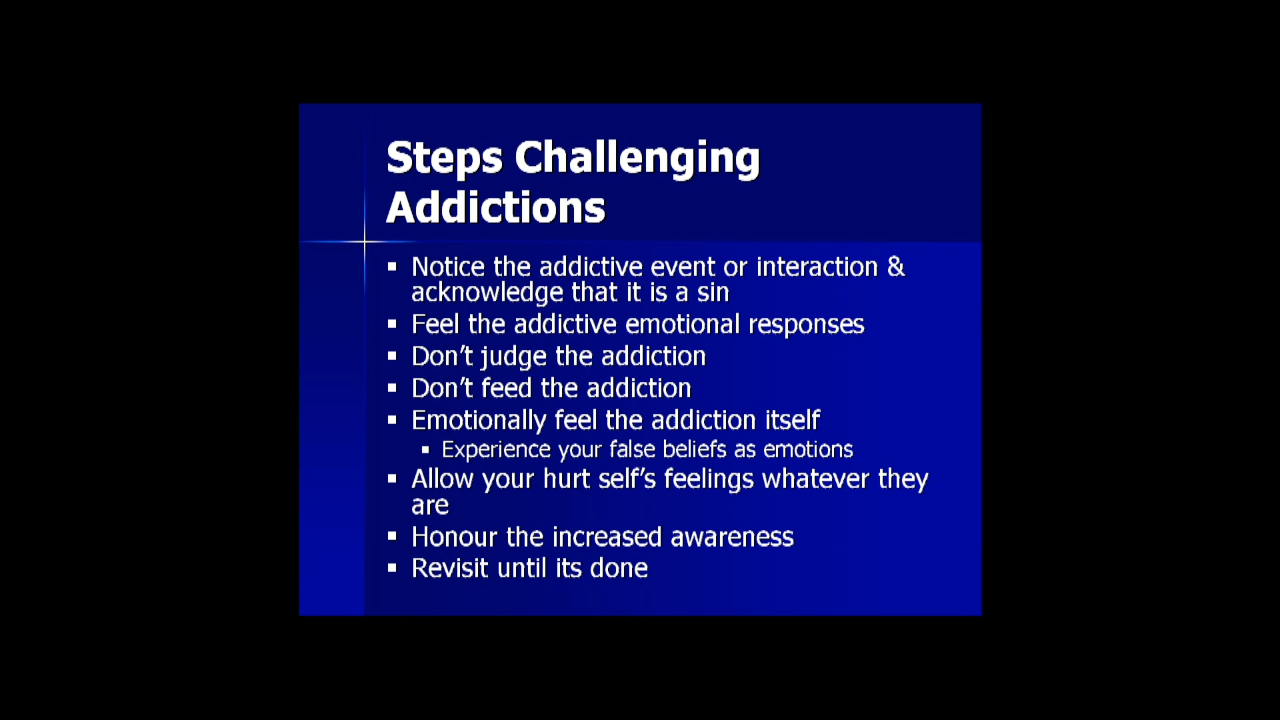 Steps Challenging
Addictions
▪ Notice the addictive event or interaction &
acknowledge that it is a sin
▪ Feel the addictive emotional responses
▪ Don’t judge the addiction
▪ Don’t feed the addiction
▪ Emotionally feel the addiction itself
▪ Experience your false beliefs as emotions
▪ Allow your hurt self’s feelings whatever they
are
▪ Honour the increased awareness
▪ Revisit until its done